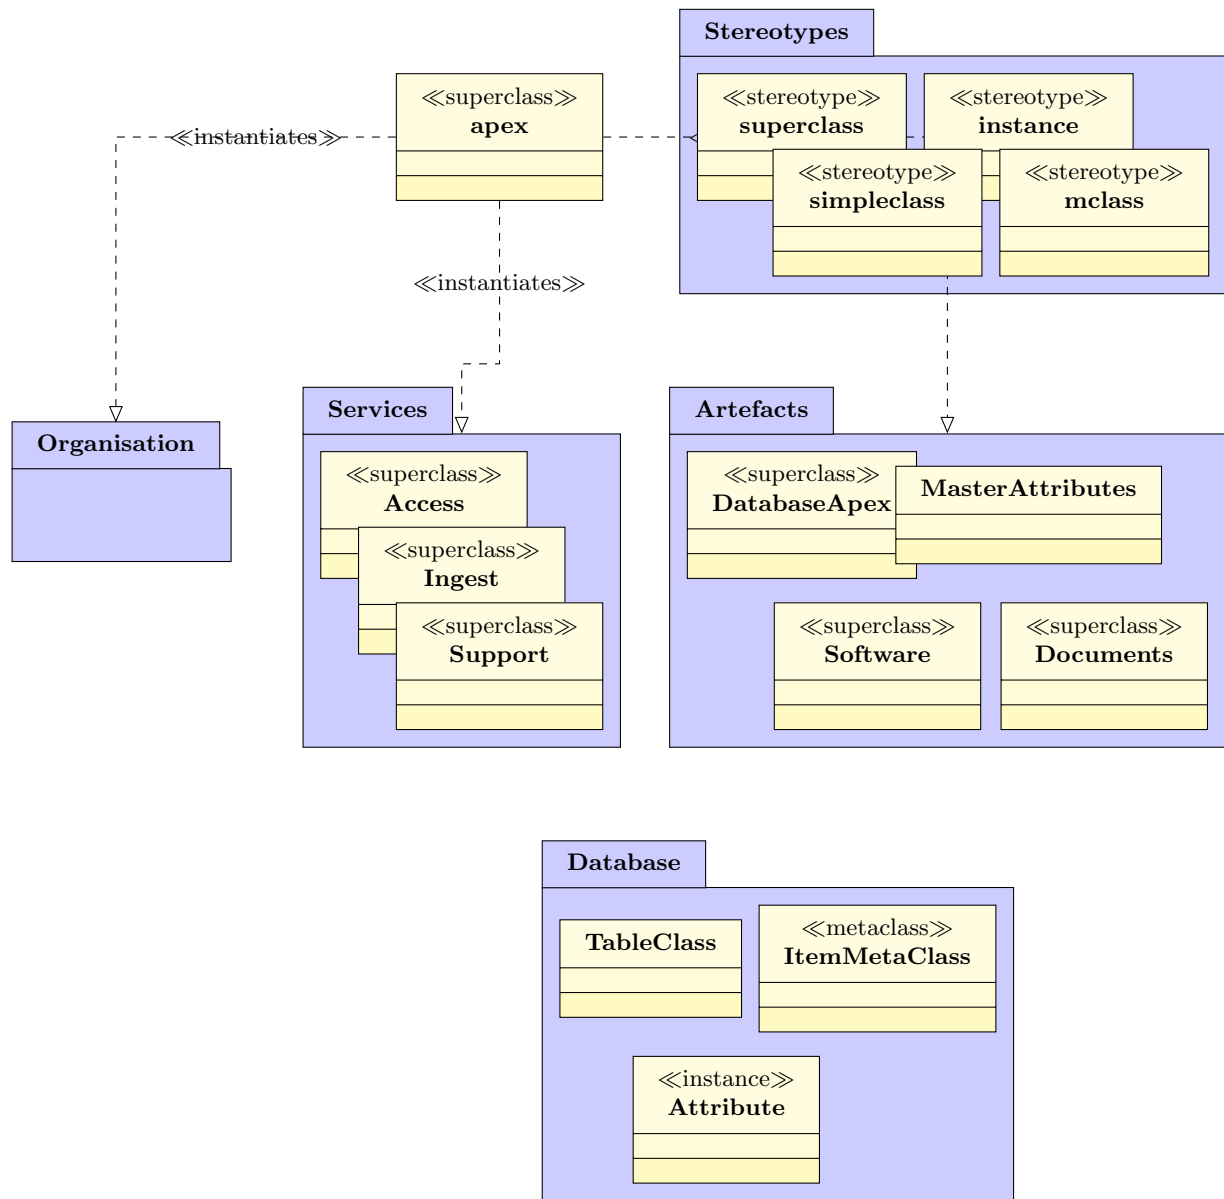 Stereotypes
≪superclass≫
apex
≪stereotype≫
superclass
≪stereotype≫
instance
≪instantiates≫
≪stereotype≫
simpleclass
≪stereotype≫
mclass
≪instantiates≫
Services
Artefacts
Organisation
≪superclass≫
Access
≪superclass≫
DatabaseApex
MasterAttributes
≪superclass≫
Ingest
≪superclass≫
Support
≪superclass≫
Software
≪superclass≫
Documents
Database
TableClass
≪metaclass≫
ItemMetaClass
≪instance≫
Attribute